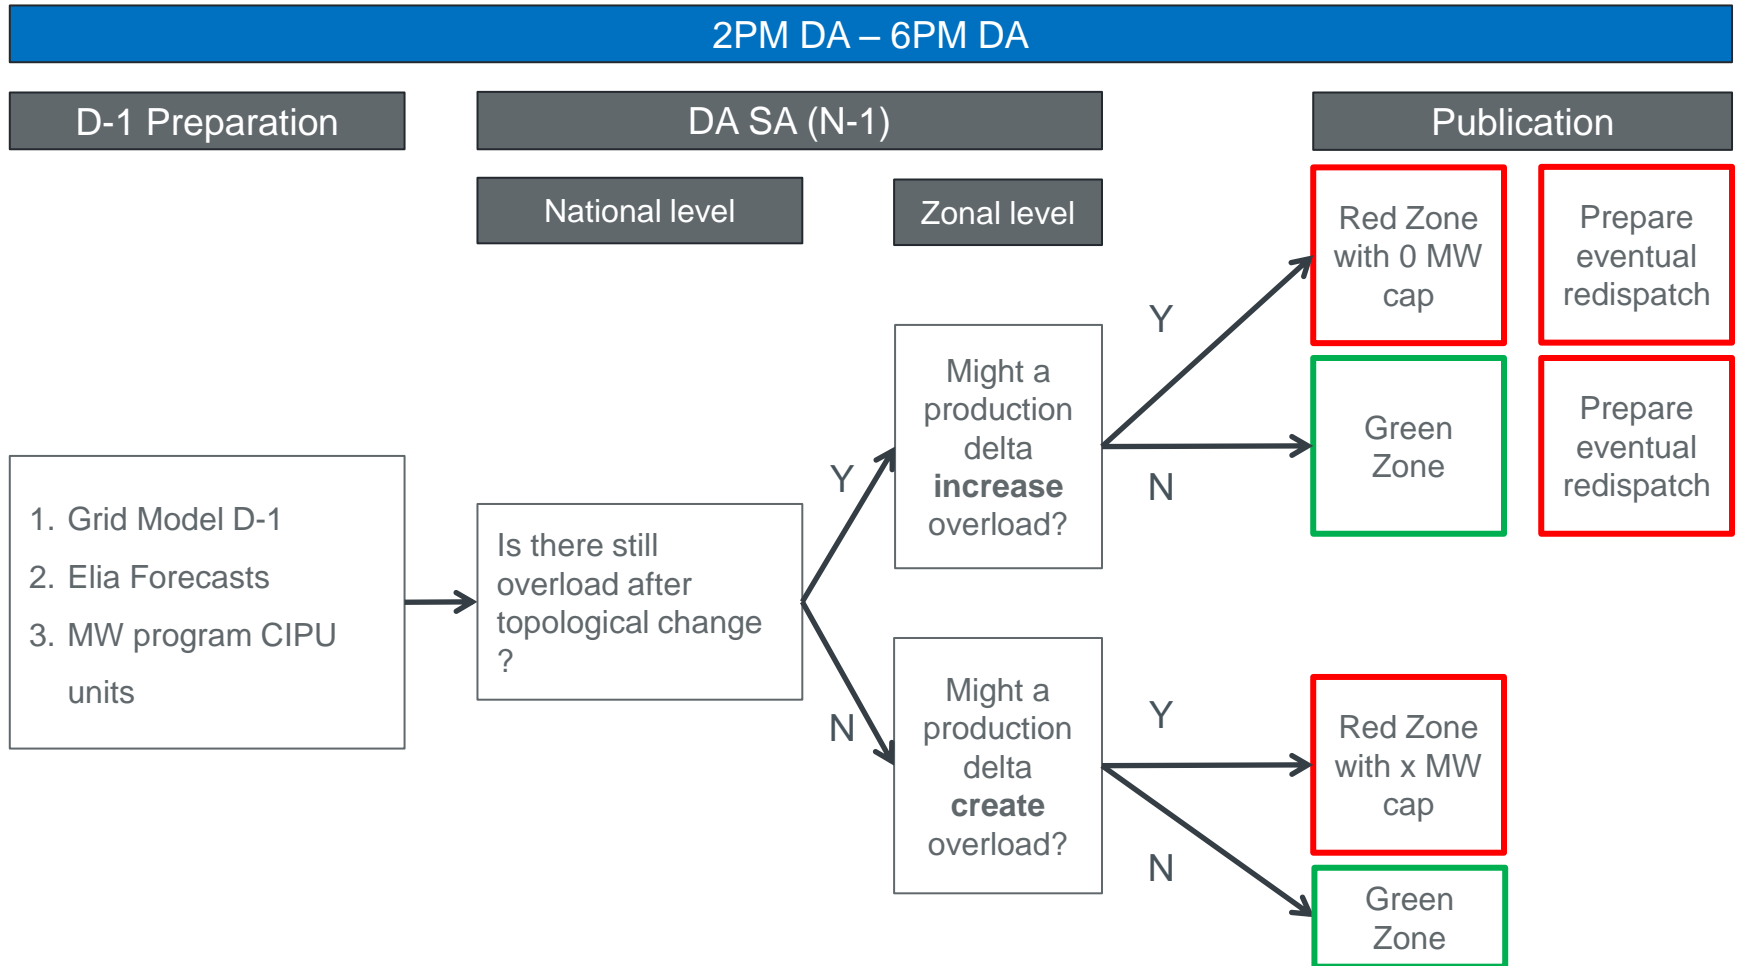 2PM DA – 6PM DA
D-1 Preparation
DA SA (N-1)
Publication
National level
Zonal level
1. Grid Model D-1
2. Elia Forecasts
3. MW program CIPU
units
Is there still
overload after
topological change
?
Y
N
Might a
production
delta
increase
overload?
Y
N
Red Zone
with 0 MW
cap
Prepare
eventual
redispatch
Green
Zone
Prepare
eventual
redispatch
Might a
production
delta
create
overload?
Y
N
Red Zone
with x MW
cap
Green
Zone